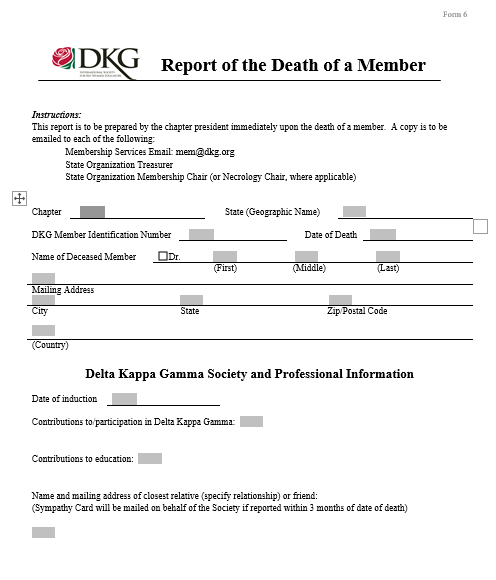 Form 6
DKG
Report of the Death of a Member
INTERNATIONAL SOCIETY
FOR KEY WOMEN EDUCATORS
Instructions:
This report is to be prepared by the chapter president immediately upon the death of a member. A copy is to be
emailed to each of the following:
Membership Services Email: mem@dkg.org
State Organization Treasurer
State Organization Membership Chair (or Necrology Chair, where applicable)
Chapter State (Geographic Name)
DKG Member Identification Number Date of Death
Name of Deceased Member Dr.
(First) (Middle) (Last)
Mailing Address
City State Zip/Postal Code
(Country)
Delta Kappa Gamma Society and Professional Information
Date of induction
Contributions to/participation in Delta Kappa Gamma:
Contributions to education:
Name and mailing address of closest relative (specify relationship) or friend:
(Sympathy Card will be mailed on behalf of the Society if reported within 3 months of date of death)